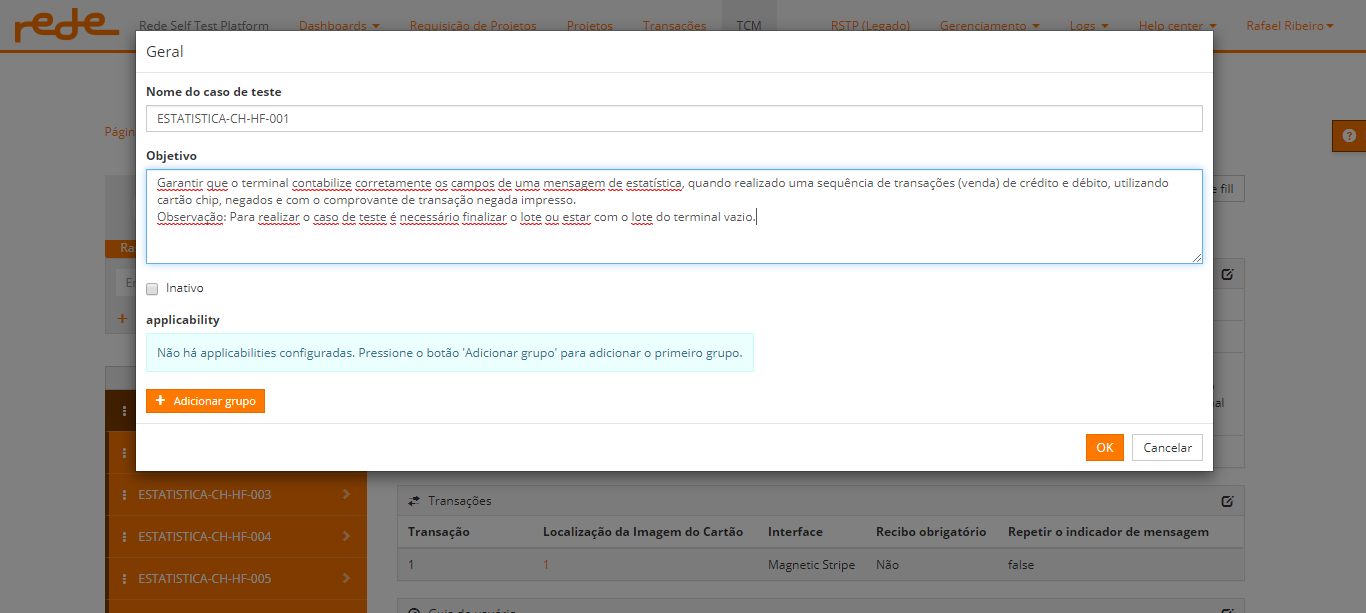 rede Rede Self Test Platform Dashboards Requisição de Projetos Projetos Transações TCM RSTP (Legado) Gerenciamento Logs Help center Rafael Ribeiro
Geral
Nome do caso de teste
ESTATISTICA-CH-HF-001
Objetivo
Garantir que o terminal contabilize corretamente os campos de uma mensagem de estatística, quando realizado uma sequência de transações (venda) de crédito e débito, utilizando
cartão chip, negados e com o comprovante de transação negada impresso.
Observação: Para realizar o caso de teste é necessário finalizar o lote ou estar com o lote do terminal vazio.
fill
Inativo
applicability
Não há applicabilities configuradas. Pressione o botão 'Adicionar grupo' para adicionar o primeiro grupo.
+ Adicionar grupo
OK Cancelar
ESTATISTICA-CH-HF-003
ESTATISTICA-CH-HF-004
ESTATISTICA-CH-HF-005
Transações
Transação Localização da Imagem do Cartão Interface Recibo obrigatório Repetir o indicador de mensagem
1 1 Magnetic Stripe Não false